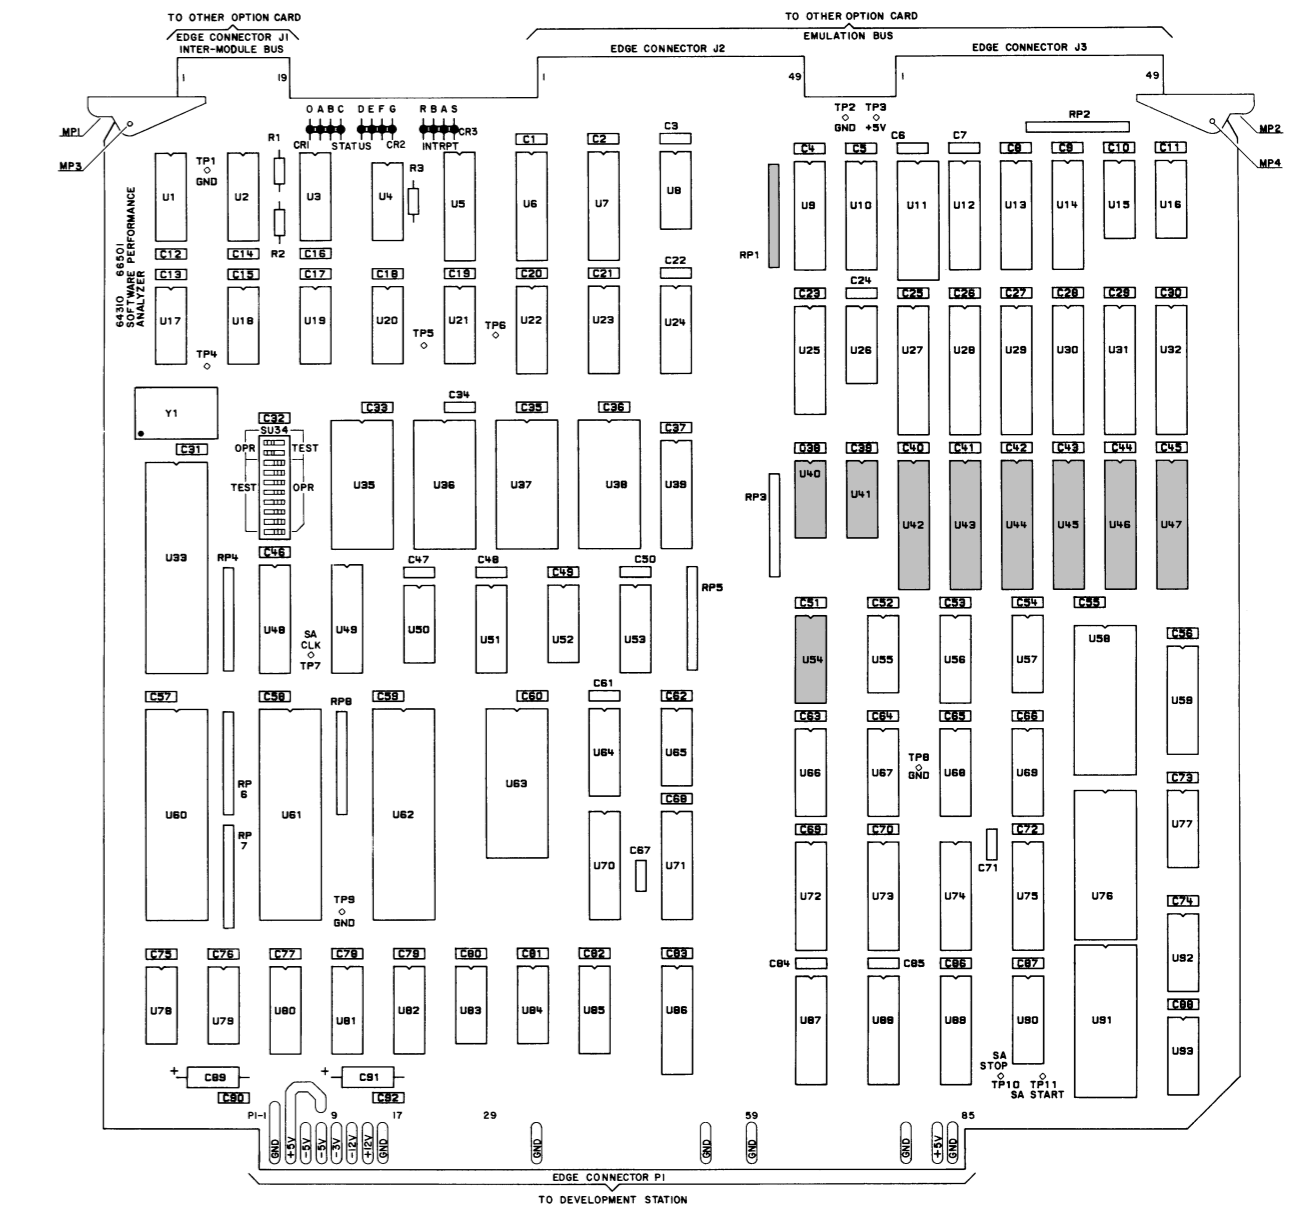 TO OTHER OPTION CARD
TO OTHER OPTION CARD
EDGE CONNECTOR J1
INTER-MODULE BUS
EMULATION BUS
EDGE CONNECTOR J2
EDGE CONNECTOR J3
1 19
1 49
1 49
MP1
MP3
MP2
MP4
O A B C D E F G R B A S
CR1 STATUS CR2 INTRPT CR3
TP2 TP3
GND +5V
RP2
R1
TP1
GND
R2
R3
C1 C2 C3
C4 C5 C6 C7 C8 C9 C10 C11
U1 U2 U3 U4 U5 U6 U7 U8
RP1
U9 U10 U11 U12 U13 U14 U15 U16
64310 66501
SOFTWARE PERFORMANCE
ANALYZER
C12 C14 C16
C13 C15 C17 C18 C19 C20 C21 C22
C23 C24 C25 C26 C27 C28 C29 C30
U17 U18 U19 U20 U21 U22 U23 U24
TP4 TP5 TP6
U25 U26 U27 U28 U29 U30 U31 U32
Y1
C31
C32
SU34
OPR TEST
TEST OPR
C33 C34 C35 C36 C37
U33 U35 U36 U37 U38 U39
RP3
C38 C39 C40 C41 C42 C43 C44 C45
U40 U41 U42 U43 U44 U45 U46 U47
C46 C47 C48 C49 C50
RP4
U48 U49 U50 U51 U52 U53
SA
CLK
TP7
RP5
C51 C52 C53 C54 C55 C56
U54 U55 U56 U57 U58 U59
C57 C58 RP8 C59 C60 C61 C62
C63 C64 C65 C66
U60 U61 U62 U63 U64 U65
RP
6
RP
7
TP8
GND
U66 U67 U68 U69
C73
U77
C68
C67
U70 U71
C69 C70 C71 C72
U72 U73 U74 U75 U76
TP9
GND
C74
U92
C75 C76 C77 C78 C79 C80 C81 C82 C83
C84 C85 C86 C87
C88
U78 U79 U80 U81 U82 U83 U84 U85 U86
U87 U88 U89 U90 U91 U93
+ C89
C90
+ C91
C92
SA
STOP
TP10 TP11
SA START
P1-1 9 17 29 59 85
GND +5V -5V -5V -3V -12V +12V GND
GND
GND
GND
GND
+5V
GND
EDGE CONNECTOR P1
TO DEVELOPMENT STATION